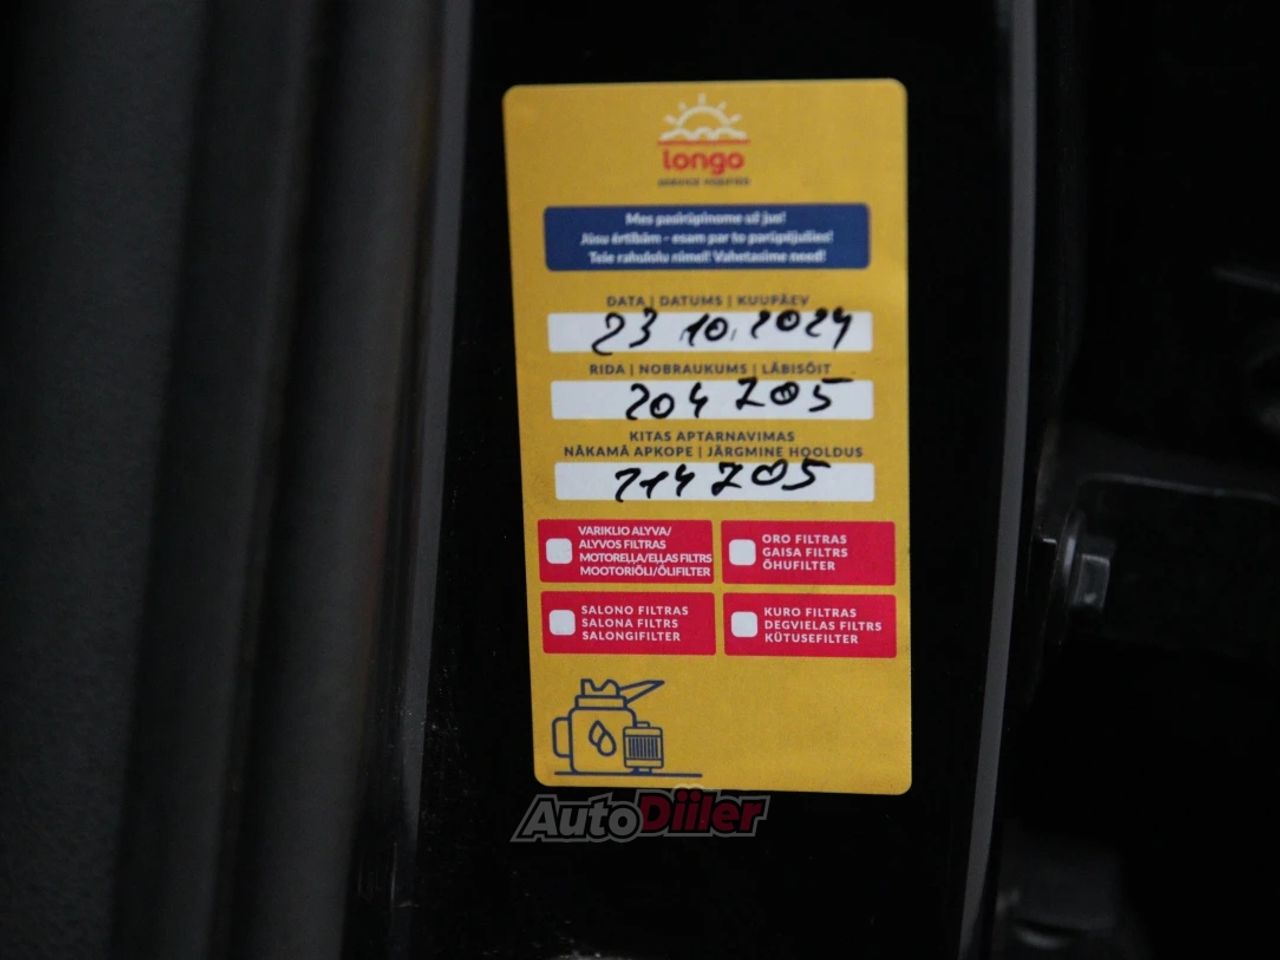 longo
Mes pasirūpinome už jus!
Jūsu ērtībām - esam par to parūpējušies!
Teie rahulolu nimel! Vahetasime need!
DATA | DATUMS | KUUPÄEV
23.10.2024
RIDA | NOBRAUKUMS | LÄBISÕIT
204 205
KITAS APTARNAVIMAS
NĀKAMĀ APKOPE | JÄRGMINE HOOLDUS
214 205
VARIKLIO ALYVA/
ALYVOS FILTRAS
MOTOREĻĻA/EĻĻAS FILTRS
MOOTORIÕLI/ÕLIFILTER
ORO FILTRAS
GAISA FILTRS
ÕHUFILTER
SALONO FILTRAS
SALONA FILTRS
SALONGIFILTER
KURO FILTRAS
DEGVIELAS FILTRS
KÜTUSEFILTER
AutoDiiler